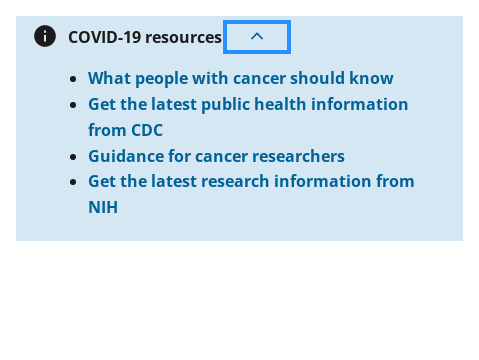 COVID-19 resources
What people with cancer should know
Get the latest public health information
from CDC
Guidance for cancer researchers
Get the latest research information from
NIH